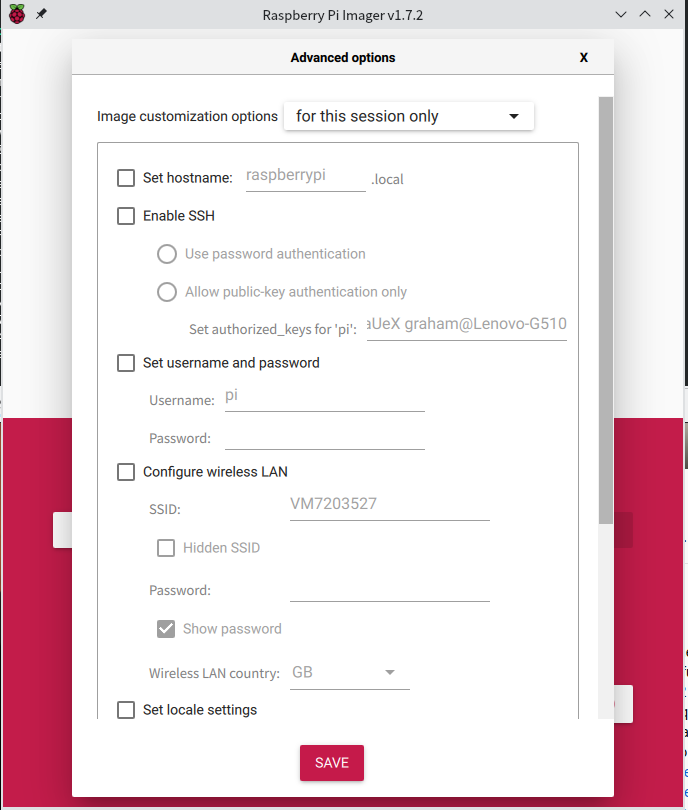 Raspberry Pi Imager v1.7.2
Advanced options
X
Image customization options for this session only
Set hostname: raspberrypi .local
Enable SSH
Use password authentication
Allow public-key authentication only
Set authorized_keys for 'pi': aUeX graham@Lenovo-G510
Set username and password
Username: pi
Password:
Configure wireless LAN
SSID: VM7203527
Hidden SSID
Password:
Show password
Wireless LAN country: GB
Set locale settings
SAVE